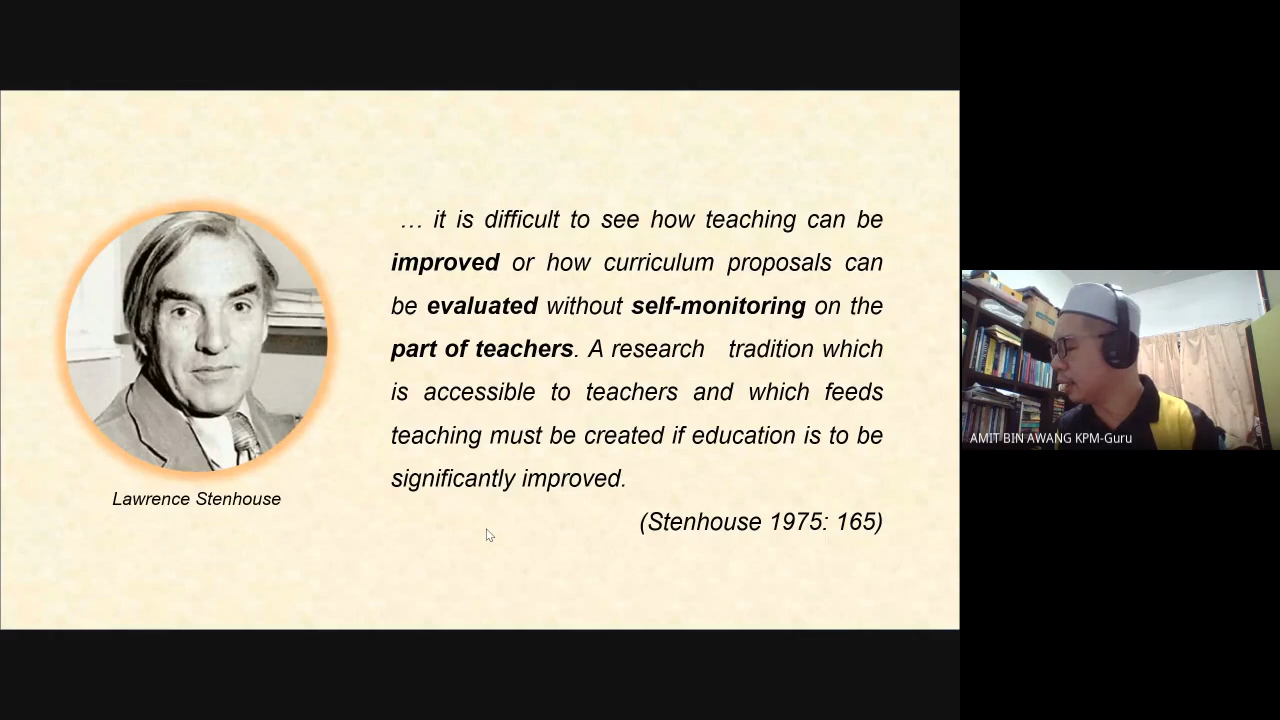 … it is difficult to see how teaching can be
improved or how curriculum proposals can
be evaluated without self-monitoring on the
part of teachers. A research tradition which
is accessible to teachers and which feeds
teaching must be created if education is to be
significantly improved.
(Stenhouse 1975: 165)
Lawrence Stenhouse
AMIT BIN AWANG KPM-Guru